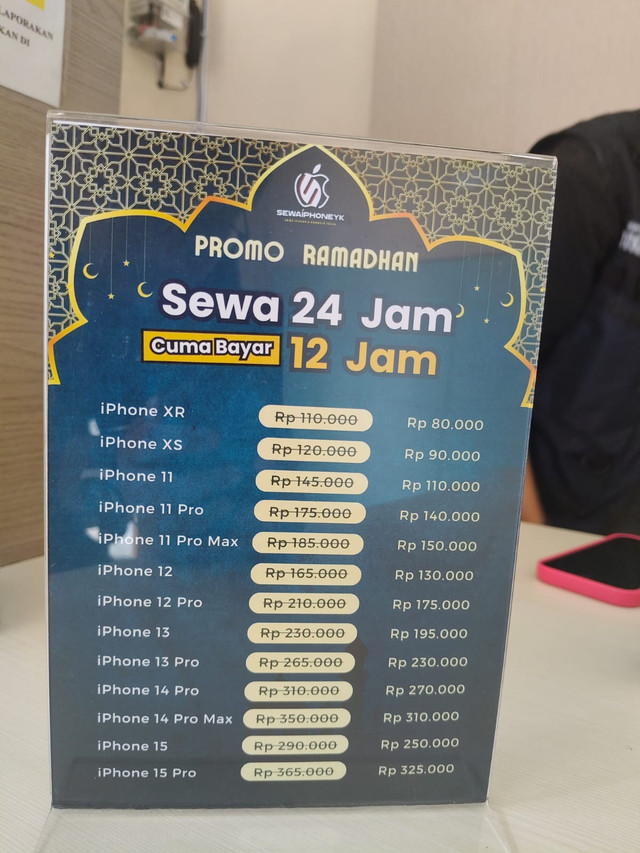 LAPORAKAN
KAN DI
SEWAIPHONEYK
PROMO RAMADHAN
Sewa 24 Jam
Cuma Bayar 12 Jam
iPhone XR Rp 110.000 Rp 80.000
iPhone XS Rp 120.000 Rp 90.000
iPhone 11 Rp 145.000 Rp 110.000
iPhone 11 Pro Rp 175.000 Rp 140.000
iPhone 11 Pro Max Rp 185.000 Rp 150.000
iPhone 12 Rp 165.000 Rp 130.000
iPhone 12 Pro Rp 210.000 Rp 175.000
iPhone 13 Rp 230.000 Rp 195.000
iPhone 13 Pro Rp 265.000 Rp 230.000
iPhone 14 Pro Rp 310.000 Rp 270.000
iPhone 14 Pro Max Rp 350.000 Rp 310.000
iPhone 15 Rp 290.000 Rp 250.000
iPhone 15 Pro Rp 365.000 Rp 325.000